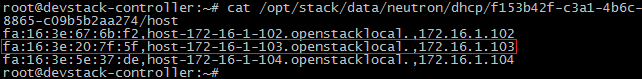 root@devstack-controller:~# cat /opt/stack/data/neutron/dhcp/f153b42f-c3a1-4b6c-
8865-c09b5b2aa274/host
fa:16:3e:67:6b:f2,host-172-16-1-102.openstacklocal.,172.16.1.102
fa:16:3e:20:7f:5f,host-172-16-1-103.openstacklocal.,172.16.1.103
fa:16:3e:5e:37:de,host-172-16-1-104.openstacklocal.,172.16.1.104
root@devstack-controller:~#